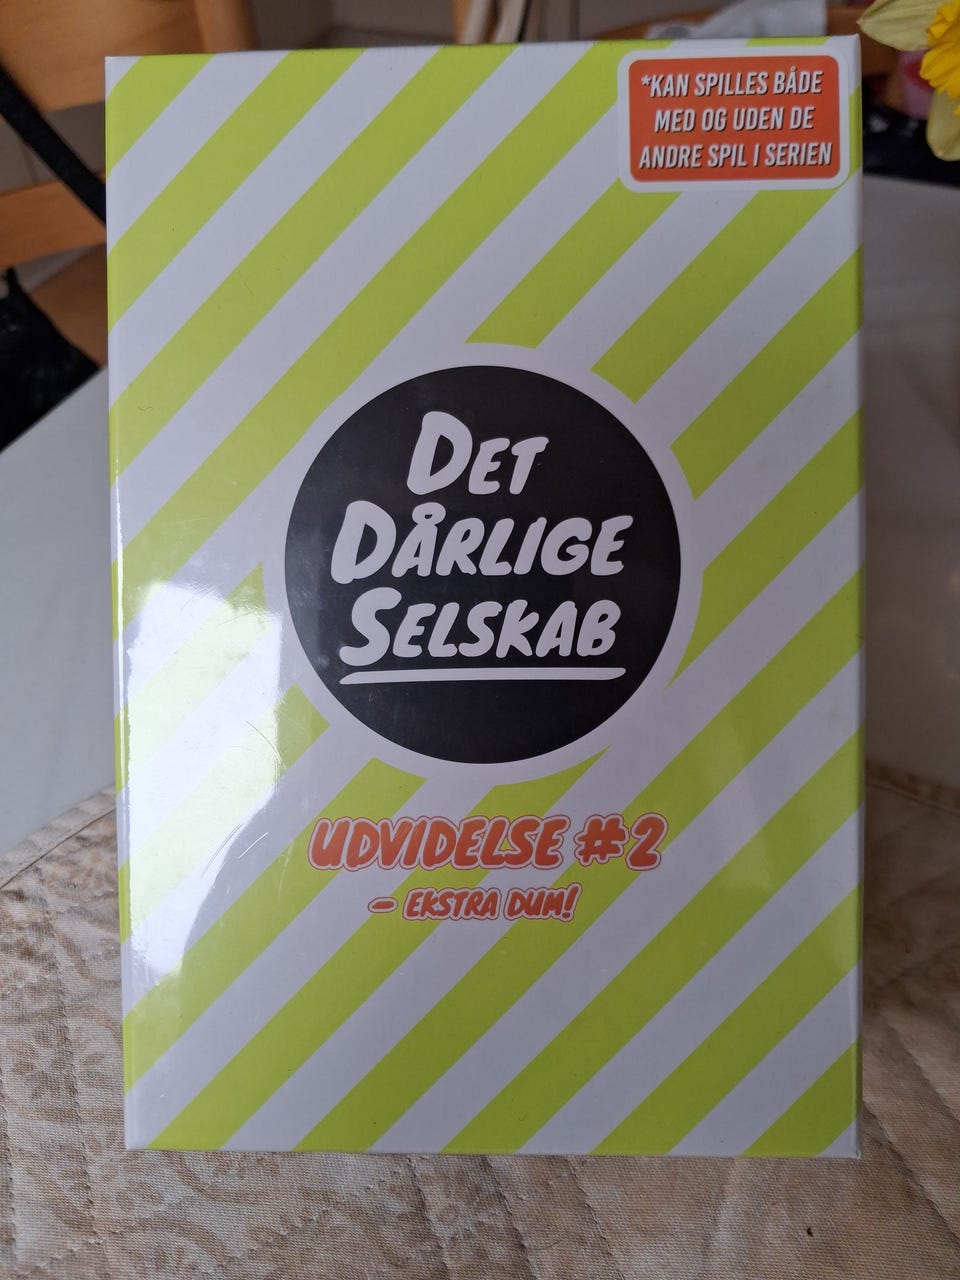 *KAN SPILLES BÅDE
MED OG UDEN DE
ANDRE SPIL I SERIEN
DET
DÅRLIGE
SELSKAB
UDVIDELSE #2
– EKSTRA DUM!